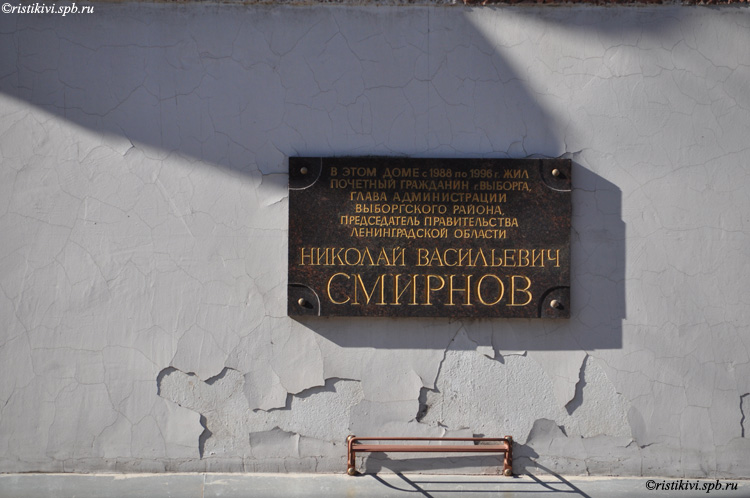 ©ristikivi.spb.ru
В ЭТОМ ДОМЕ с 1988 по 1996 г. ЖИЛ
ПОЧЕТНЫЙ ГРАЖДАНИН г. ВЫБОРГА,
ГЛАВА АДМИНИСТРАЦИИ
ВЫБОРГСКОГО РАЙОНА,
ПРЕДСЕДАТЕЛЬ ПРАВИТЕЛЬСТВА
ЛЕНИНГРАДСКОЙ ОБЛАСТИ
НИКОЛАЙ ВАСИЛЬЕВИЧ
СМИРНОВ
©ristikivi.spb.ru